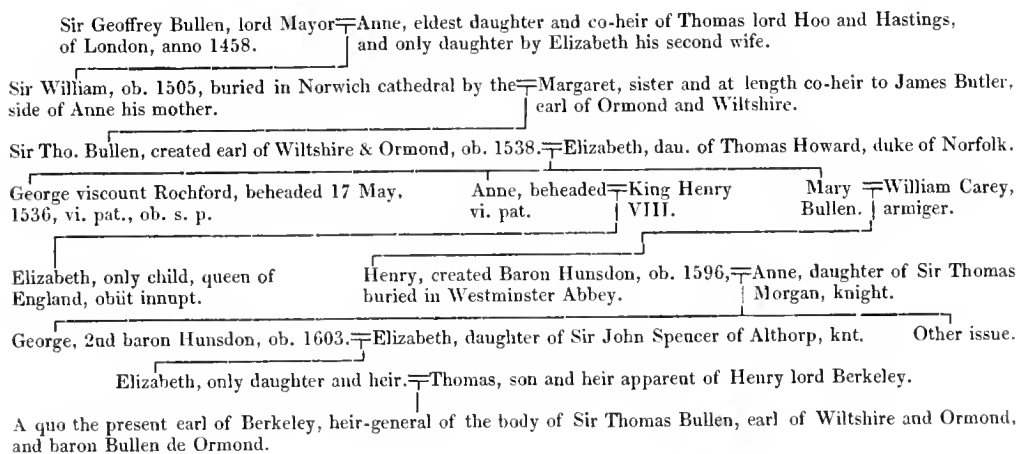 Sir Geoffrey Bullen, lord Mayor Anne, eldest daughter and co-heir of Thomas lord Hoo and Hastings,
of London, anno 1458. and only daughter by Elizabeth his second wife.
Sir William, ob. 1505, buried in Norwich cathedral by the Margaret, sister and at length co-heir to James Butler,
side of Anne his mother. earl of Ormond and Wiltshire.
Sir Tho. Bullen, created earl of Wiltshire & Ormond, ob. 1538. Elizabeth, dau. of Thomas Howard, duke of Norfolk.
George viscount Rochford, beheaded 17 May, Anne, beheaded King Henry Mary William Carey,
1536, vi. pat., ob. s. p. vi. pat. VIII. Bullen. armiger.
Elizabeth, only child, queen of Henry, created Baron Hunsdon, ob. 1596, Anne, daughter of Sir Thomas
England, obiit innupt. buried in Westminster Abbey. Morgan, knight.
George, 2nd baron Hunsdon, ob. 1603. Elizabeth, daughter of Sir John Spencer of Althorp, knt. Other issue.
Elizabeth, only daughter and heir. Thomas, son and heir apparent of Henry lord Berkeley.
A quo the present earl of Berkeley, heir-general of the body of Sir Thomas Bullen, earl of Wiltshire and Ormond,
and baron Bullen de Ormond.